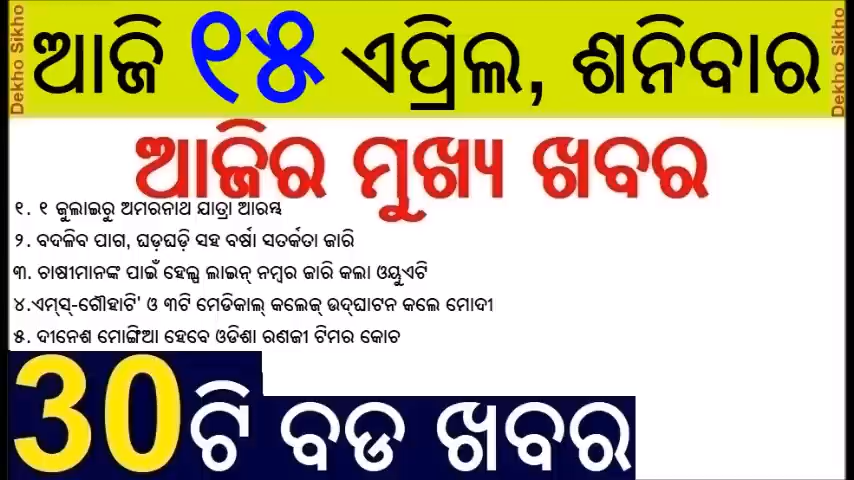 Dekho Sikho
ଆଜି ୧୫ ଏପ୍ରିଲ, ଶନିବାର
Dekho Sikho
ଆଜିର ମୁଖ୍ୟ ଖବର
୧. ୧ ଜୁଲାଇରୁ ଅମରନାଥ ଯାତ୍ରା ଆରମ୍ଭ
୨. ବଦଳିବ ପାଗ, ଘଡ଼ଘଡ଼ି ସହ ବର୍ଷା ସତର୍କତା ଜାରି
୩. ଚାଷୀମାନଙ୍କ ପାଇଁ ହେଲ୍ପ ଲାଇନ୍ ନମ୍ବର ଜାରି କଲା ଓୟୁଏଟି
୪.ଏମ୍ସ୍-ଗୌହାଟି' ଓ ୩ଟି ମେଡିକାଲ୍ କଲେଜ୍ ଉଦ୍‌ଘାଟନ କଲେ ମୋଦୀ
୫. ଦୀନେଶ ମୋଙ୍ଗିଆ ହେବେ ଓଡିଶା ରଣଜୀ ଟିମର କୋଚ
30ଟି ବଡ ଖବର